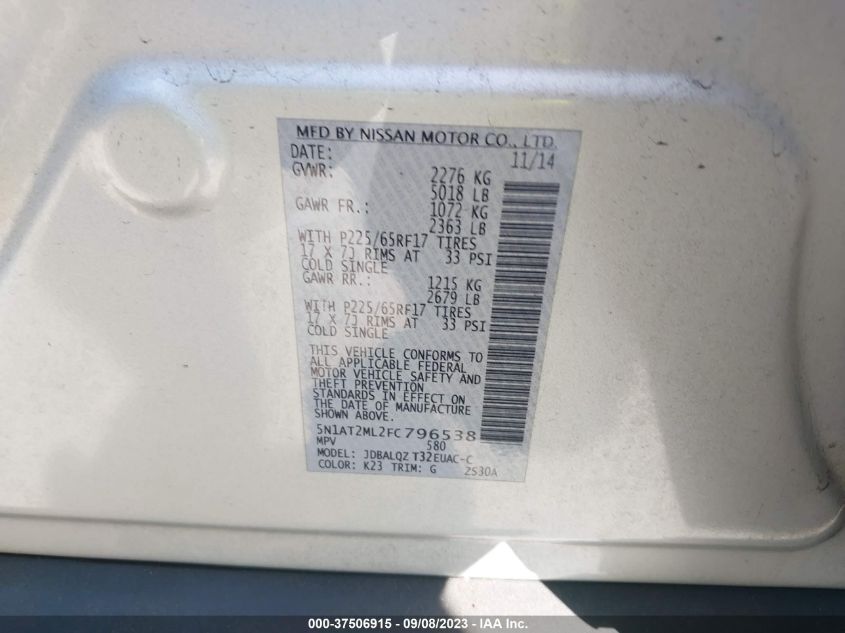 MFD BY NISSAN MOTOR CO., LTD.
DATE: 11/14
GVWR: 2276 KG
5018 LB
GAWR FR.: 1072 KG
2363 LB
WITH P225/65RF17 TIRES
17 X 7J RIMS AT 33 PSI
COLD SINGLE
GAWR RR.: 1215 KG
2679 LB
WITH P225/65RF17 TIRES
17 X 7J RIMS AT 33 PSI
COLD SINGLE
THIS VEHICLE CONFORMS TO
ALL APPLICABLE FEDERAL
MOTOR VEHICLE SAFETY AND
THEFT PREVENTION
STANDARDS IN EFFECT ON
THE DATE OF MANUFACTURE
SHOWN ABOVE.
5N1AT2ML2FC796538
MPV 580
MODEL: JDBALQZ T32EUAC-C
COLOR: K23 TRIM: G 2530A
000-37506915 - 09/08/2023 - IAA Inc.